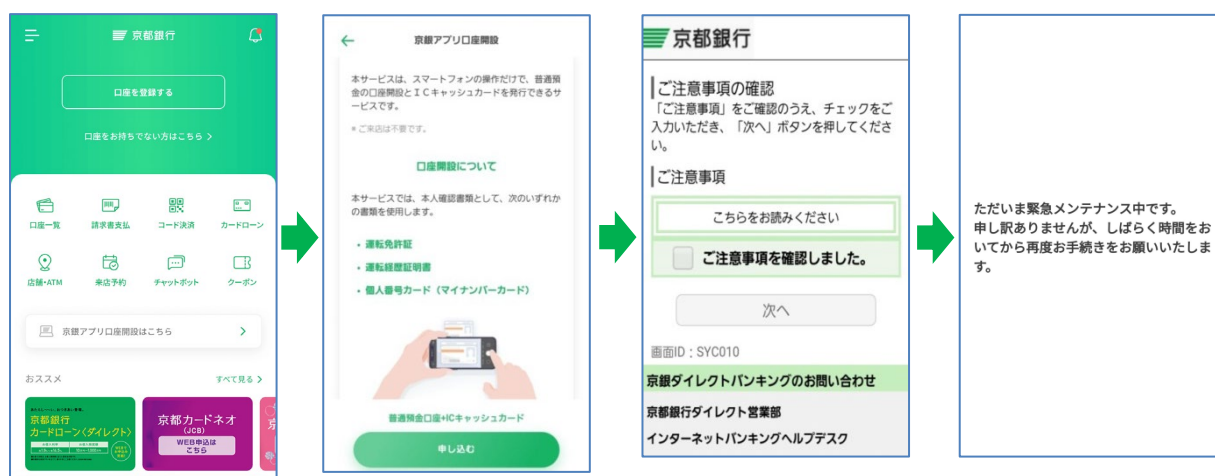 京都銀行
口座を登録する
口座をお持ちでない方はこちら >
口座一覧
請求書支払
コード決済
カードローン
店舗・ATM
来店予約
チャットボット
クーポン
京銀アプリ口座開設はこちら
おススメ
すべて見る >
京都銀行
カードローン〈ダイレクト〉
京都カードネオ
(JCB)
WEB申込は
こちら
京銀アプリ口座開設
本サービスは、スマートフォンの操作だけで、普通預
金の口座開設とICキャッシュカードを発行できるサ
ービスです。
* ご来店は不要です。
口座開設について
本サービスでは、本人確認書類として、次のいずれか
の書類を使用します。
・運転免許証
・運転経歴証明書
・個人番号カード（マイナンバーカード）
普通預金口座+ICキャッシュカード
申し込む
京都銀行
ご注意事項の確認
「ご注意事項」をご確認のうえ、チェックをご
入力いただき、「次へ」ボタンを押してくださ
い。
ご注意事項
こちらをお読みください
ご注意事項を確認しました。
次へ
画面ID：SYC010
京銀ダイレクトバンキングのお問い合わせ
京都銀行ダイレクト営業部
インターネットバンキングヘルプデスク
ただいま緊急メンテナンス中です。
申し訳ありませんが、しばらく時間をお
いてから再度お手続きをお願いいたしま
す。